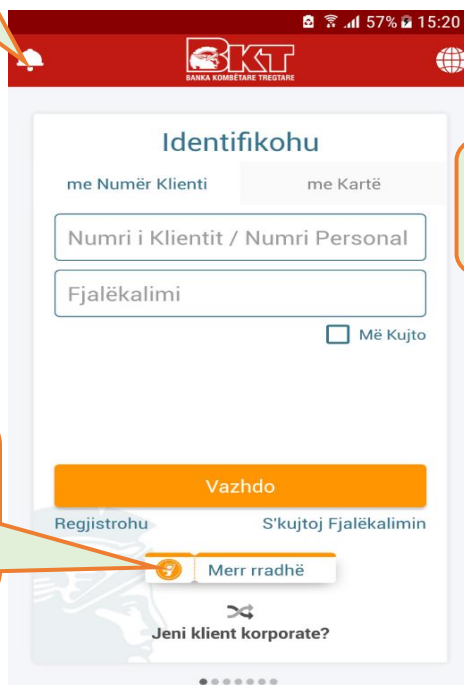 57% 15:20
BKT
BANKA KOMBËTARE TREGTARE
Identifikohu
me Numër Klienti me Kartë
Numri i Klientit / Numri Personal
Fjalëkalimi
Më Kujto
Vazhdo
Regjistrohu S'kujtoj Fjalëkalimin
Merr rradhë
Jeni klient korporate?